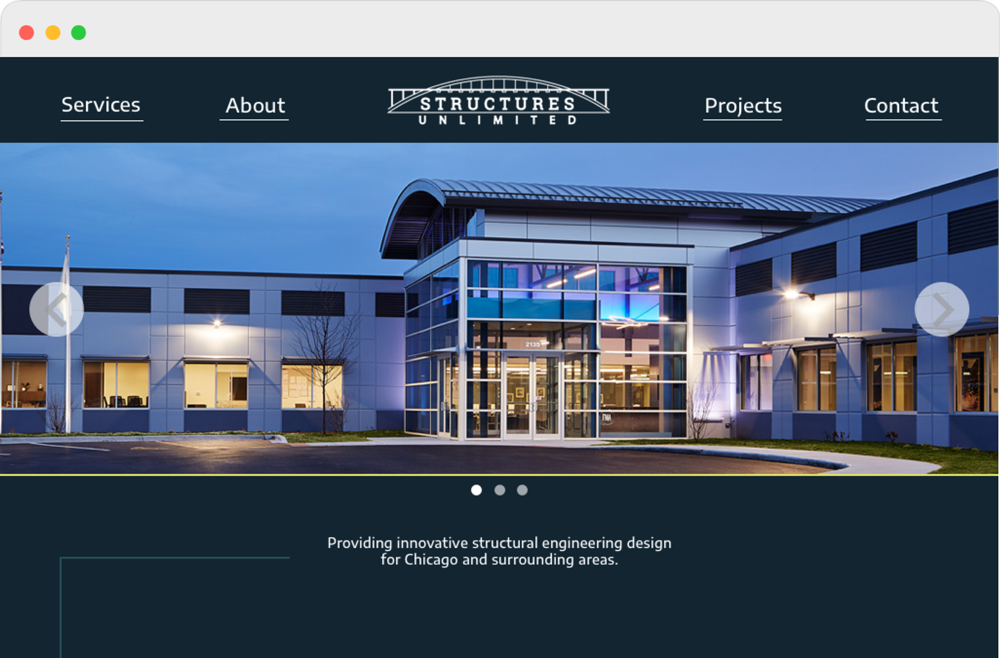 Services
About
STRUCTURES
UNLIMITED
Projects
Contact
2135
Providing innovative structural engineering design
for Chicago and surrounding areas.